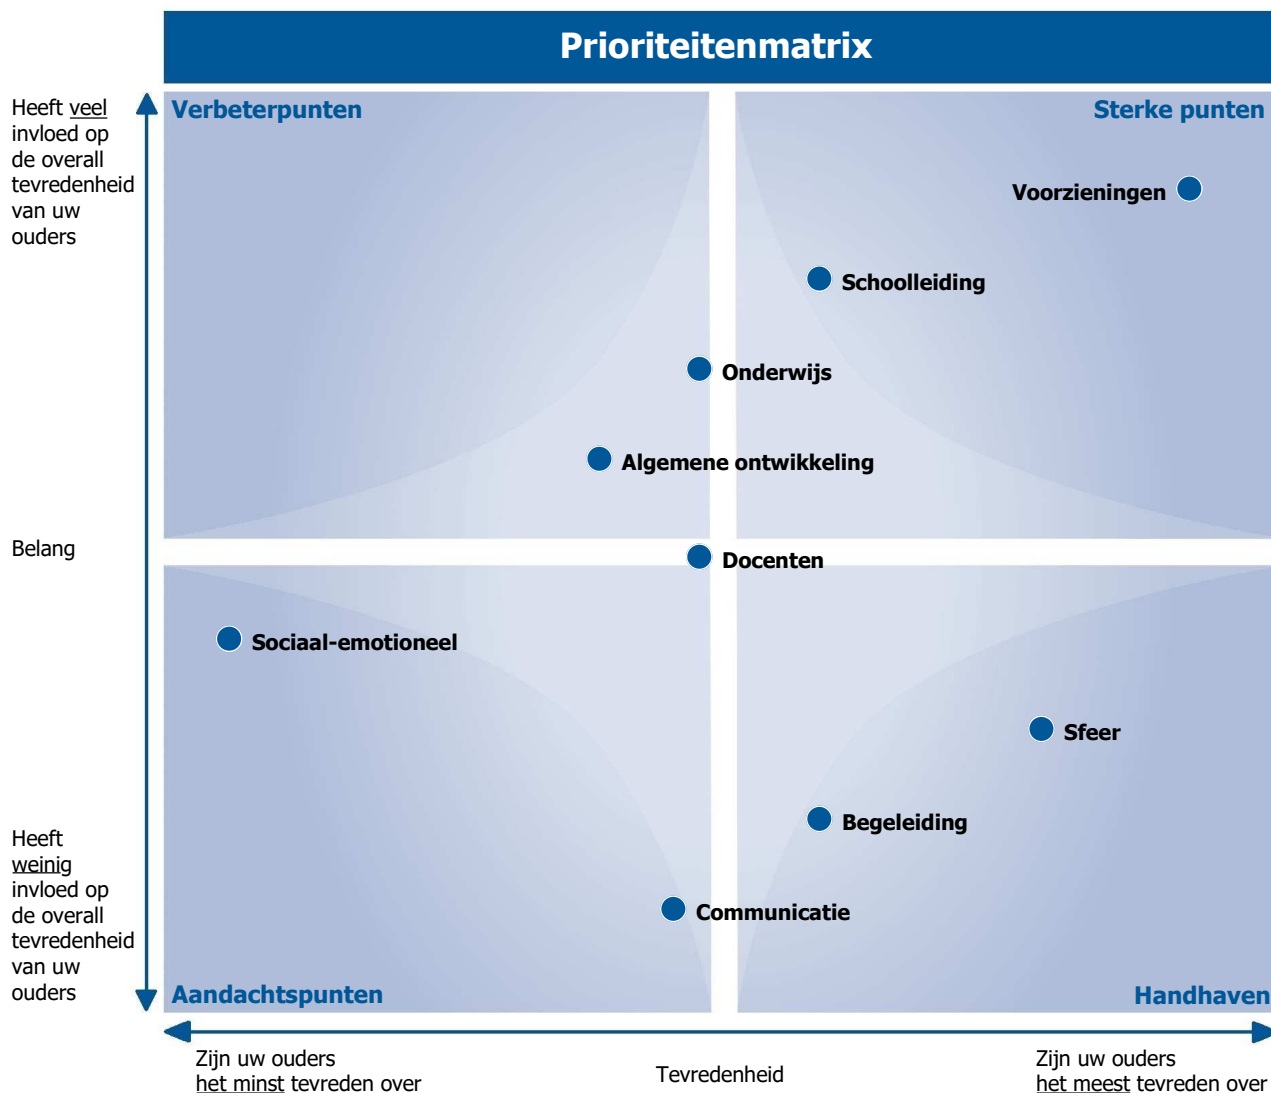 Prioriteitenmatrix
Heeft veel
invloed op
de overall
tevredenheid
van uw
ouders
Verbeterpunten
Sterke punten
Voorzieningen
Schoolleiding
Onderwijs
Algemene ontwikkeling
Belang
Docenten
Sociaal-emotioneel
Sfeer
Begeleiding
Communicatie
Heeft
weinig
invloed op
de overall
tevredenheid
van uw
ouders
Aandachtspunten
Handhaven
Zijn uw ouders
het minst tevreden over
Tevredenheid
Zijn uw ouders
het meest tevreden over